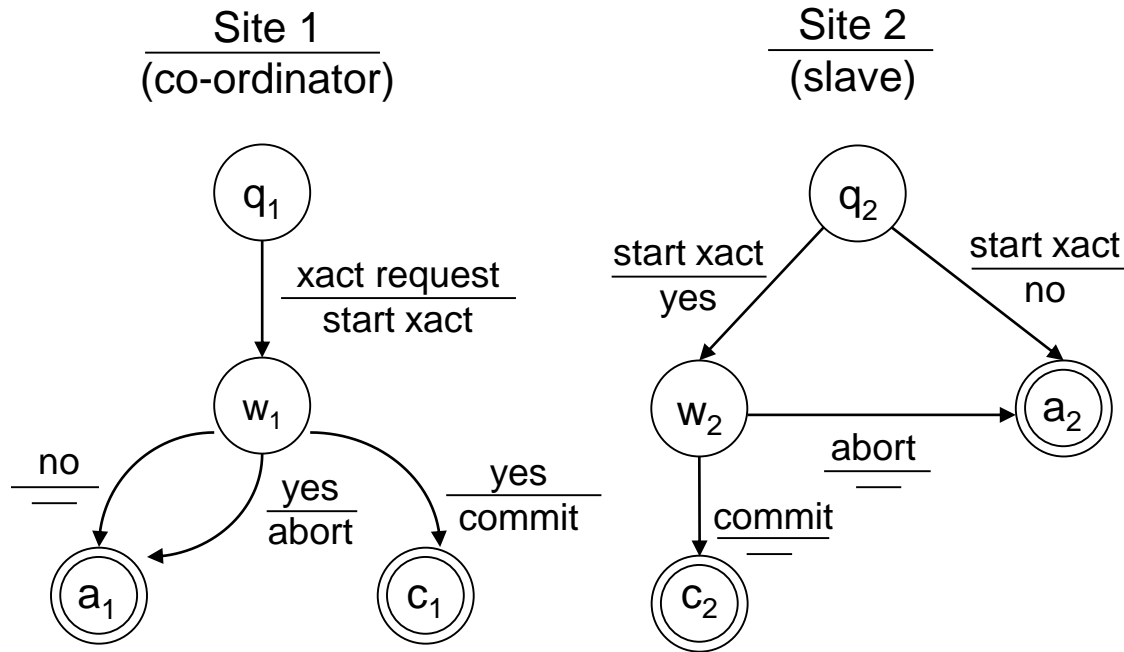 Site 1
(co-ordinator)
q1
xact request
start xact
w1
no
yes
abort
yes
commit
a1
c1
Site 2
(slave)
q2
start xact
yes
start xact
no
w2
a2
abort
commit
c2